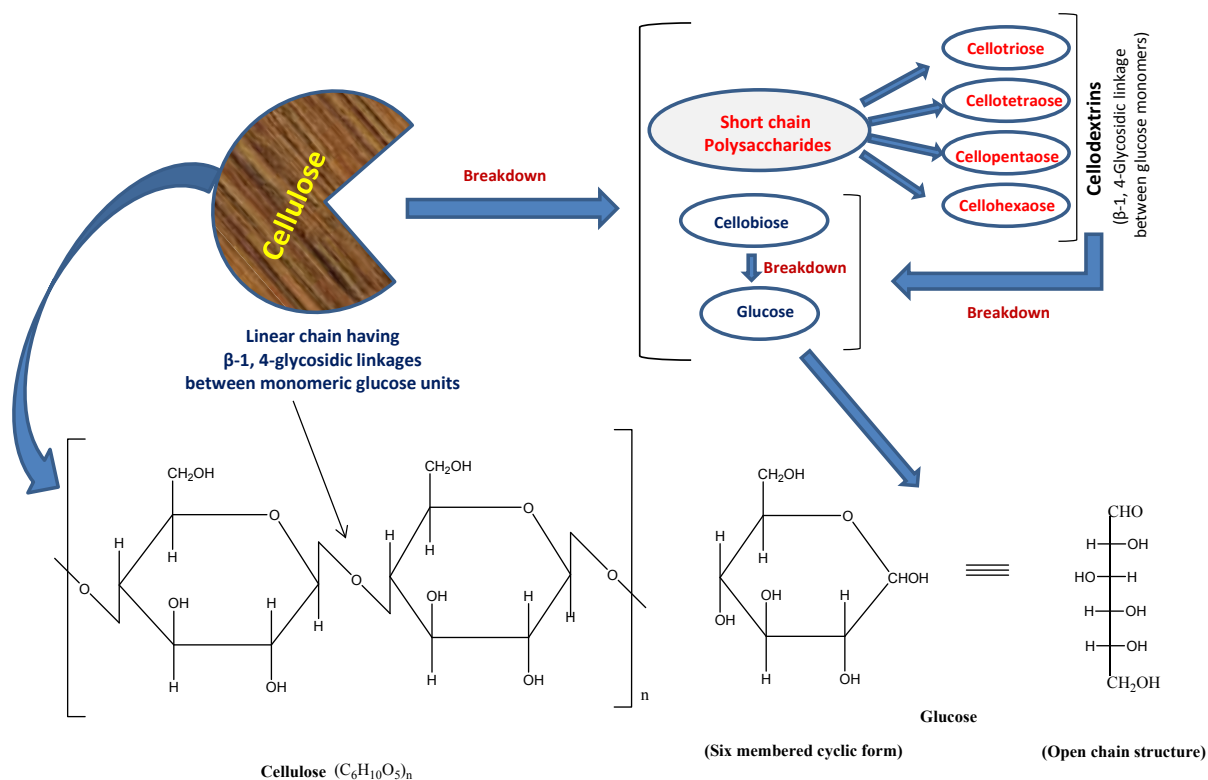 Cellulose
Breakdown
Short chain
Polysaccharides
Cellotriose
Cellotetraose
Cellopentaose
Cellohexaose
Cellodextrins
(β-1, 4-Glycosidic linkage
between glucose monomers)
Cellobiose
Breakdown
Glucose
Breakdown
Linear chain having
β-1, 4-glycosidic linkages
between monomeric glucose units
CH2OH
O
H
H
O
OH
H
H
H
OH
O
CH2OH
O
H
H
OH
H
H
H
OH
O
n
CH2OH
O
H
H
CHOH
OH
OH
H
H
OH
CHO
H OH
HO H
H OH
H OH
CH2OH
Glucose
(Six membered cyclic form)
(Open chain structure)
Cellulose (C6H10O5)n